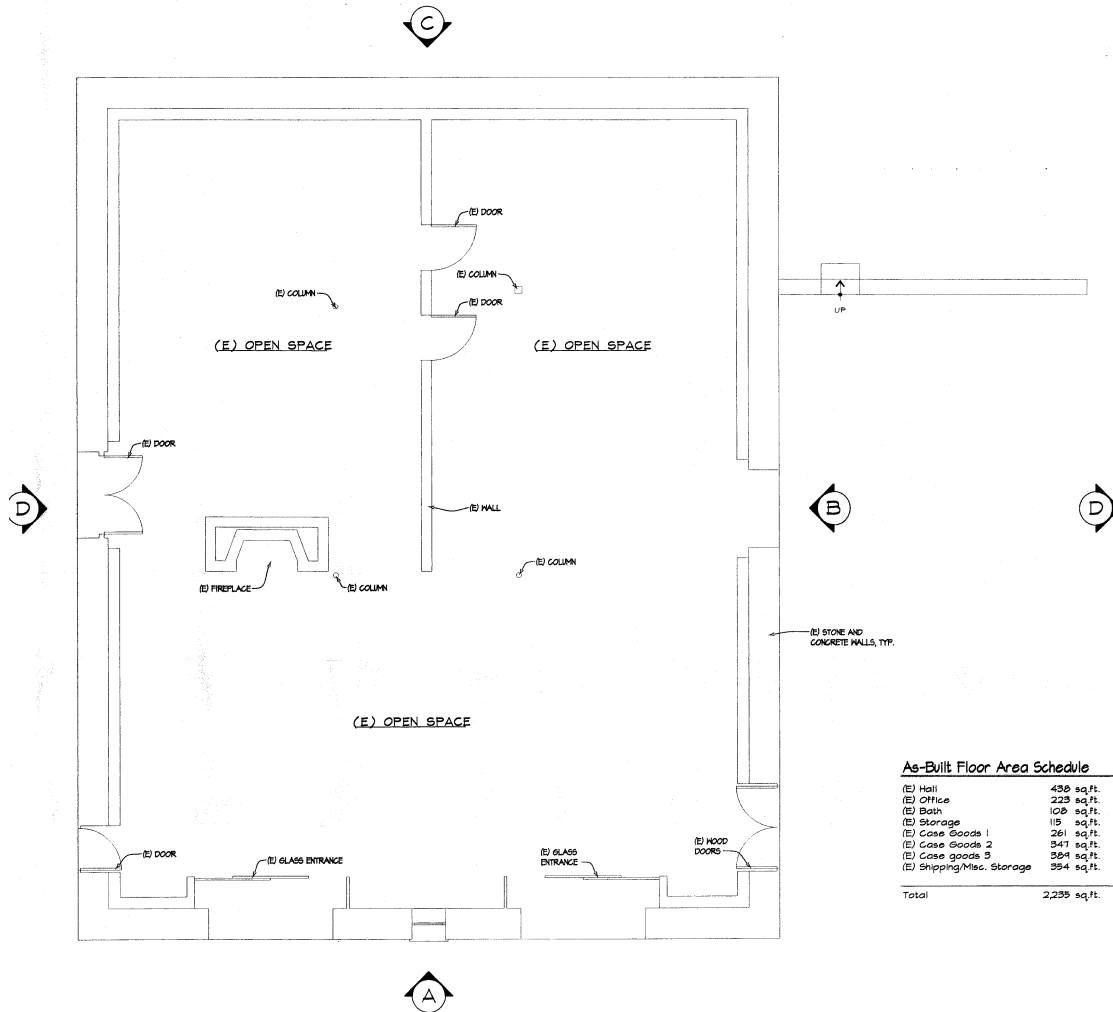 C
(E) DOOR
(E) COLUMN
(E) COLUMN
(E) DOOR
UP
(E) OPEN SPACE
(E) OPEN SPACE
(E) DOOR
D
(E) WALL
B
D
(E) FIREPLACE
(E) COLUMN
(E) COLUMN
(E) STONE AND
CONCRETE WALLS, TYP.
(E) OPEN SPACE
As-Built Floor Area Schedule
(E) Hall 438 sq.ft.
(E) Office 223 sq.ft.
(E) Bath 108 sq.ft.
(E) Storage 115 sq.ft.
(E) Case Goods 1 261 sq.ft.
(E) Case Goods 2 347 sq.ft.
(E) Case goods 3 389 sq.ft.
(E) Shipping/Misc. Storage 354 sq.ft.
Total 2,235 sq.ft.
(E) DOOR
(E) GLASS ENTRANCE
(E) GLASS
ENTRANCE
(E) WOOD
DOORS
A